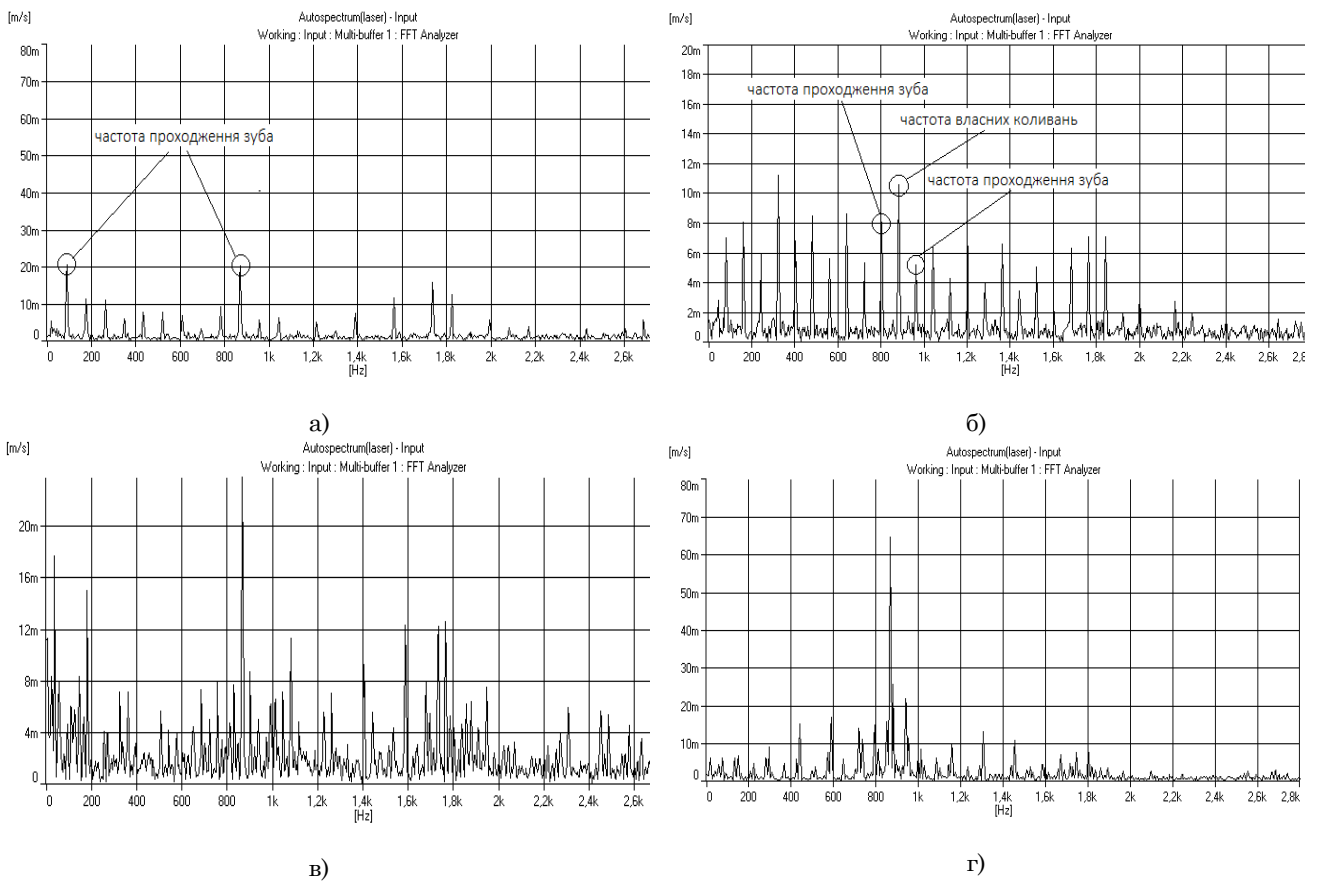 [m/s]
Autospectrum(laser) - Input
Working : Input : Multi-buffer 1 : FFT Analyzer
80m
70m
60m
50m
40m
30m
20m
10m
0
частота проходження зуба
0 200 400 600 800 1k 1,2k 1,4k 1,6k 1,8k 2k 2,2k 2,4k 2,6k
[Hz]
а)
[m/s]
Autospectrum(laser) - Input
Working : Input : Multi-buffer 1 : FFT Analyzer
20m
18m
16m
14m
12m
10m
8m
6m
4m
2m
0
частота проходження зуба
частота власних коливань
частота проходження зуба
0 200 400 600 800 1k 1,2k 1,4k 1,6k 1,8k 2k 2,2k 2,4k 2,6k
[Hz]
б)
[m/s]
Autospectrum(laser) - Input
Working : Input : Multi-buffer 1 : FFT Analyzer
20m
16m
12m
8m
4m
0
0 200 400 600 800 1k 1,2k 1,4k 1,6k 1,8k 2k 2,2k 2,4k 2,6k
[Hz]
в)
[m/s]
Autospectrum(laser) - Input
Working : Input : Multi-buffer 1 : FFT Analyzer
80m
70m
60m
50m
40m
30m
20m
10m
0
0 200 400 600 800 1k 1,2k 1,4k 1,6k 1,8k 2k 2,2k 2,4k 2,6k 2,8k
[Hz]
г)